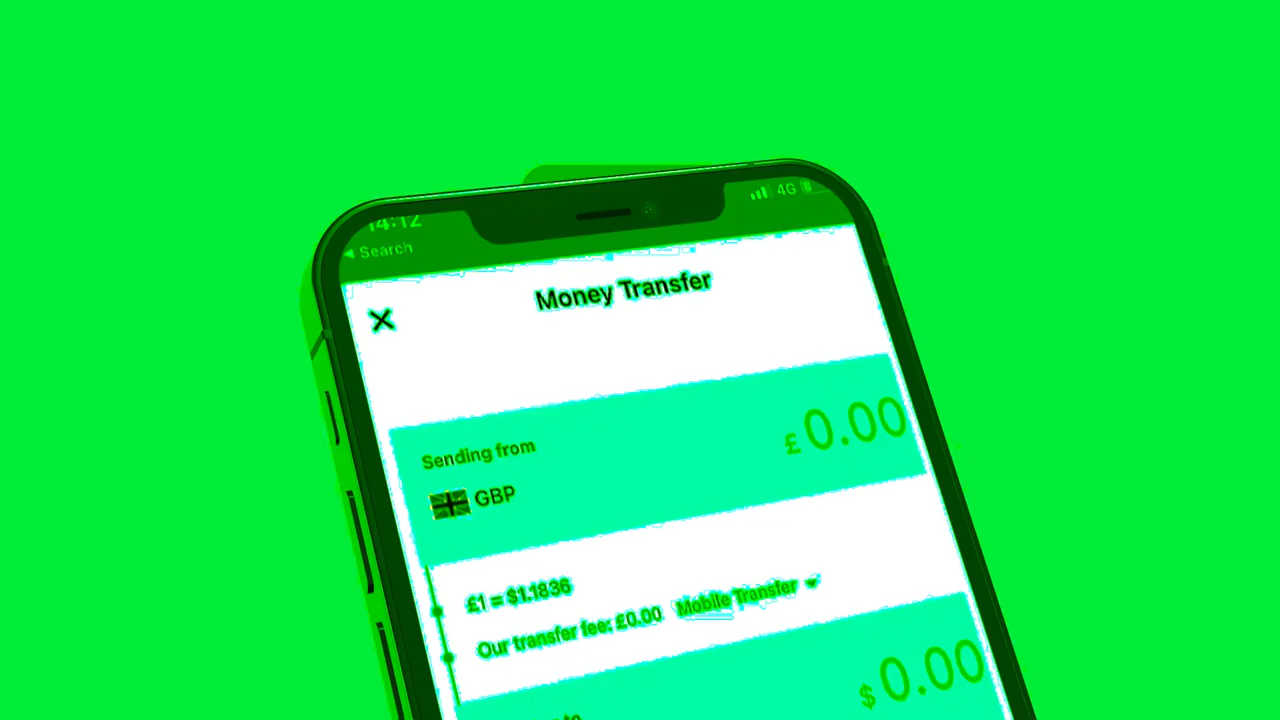 14:12 4G
Search
Money Transfer
Sending from £0.00
GBP
£1 = $1.1836
Our transfer fee: £0.00 Mobile Transfer
$0.00